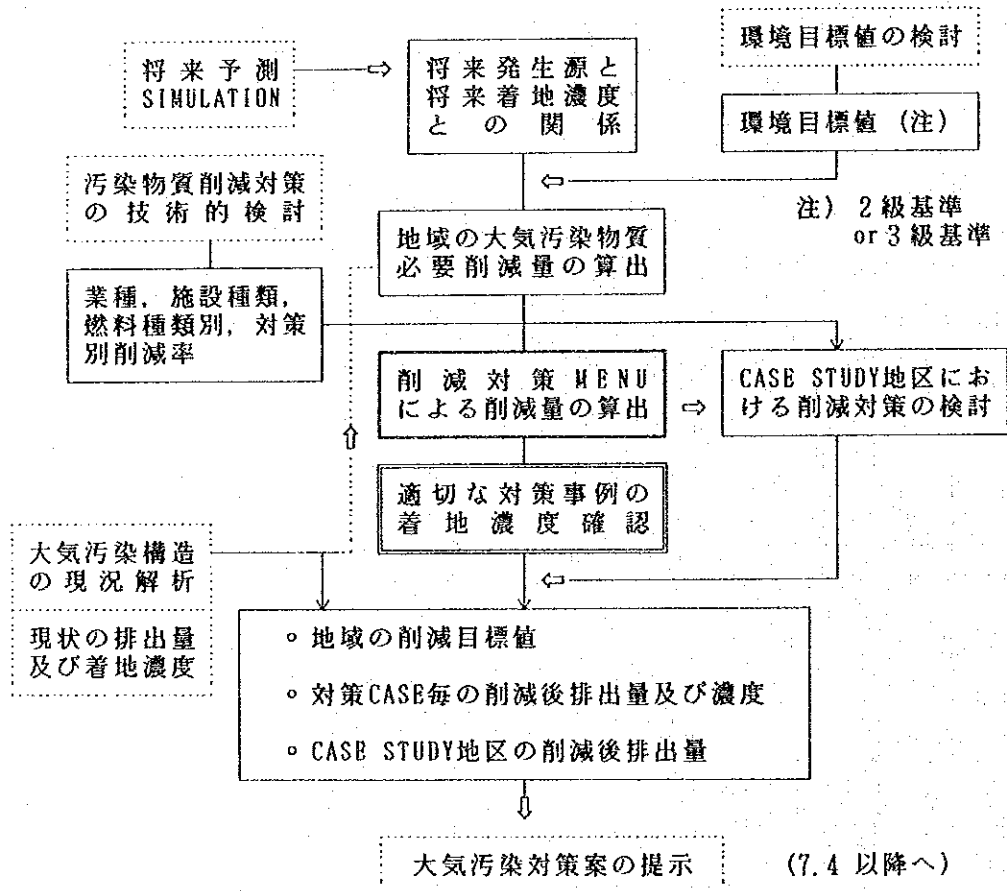 環境目標値の検討
将来予測
SIMULATION
将来発生源と
将来着地濃度
との関係
環境目標値 (注)
汚染物質削減対策
の技術的検討
注) 2級基準
or 3級基準
地域の大気汚染物質
必要削減量の算出
業種, 施設種類,
燃料種類別, 対策
別削減率
削減対策MENU
による削減量の算出
CASE STUDY地区にお
ける削減対策の検討
適切な対策事例の
着地濃度確認
大気汚染構造
の現況解析
現状の排出量
及び着地濃度
◦ 地域の削減目標値
◦ 対策CASE毎の削減後排出量及び濃度
◦ CASE STUDY地区の削減後排出量
大気汚染対策案の提示 (7.4 以降へ)